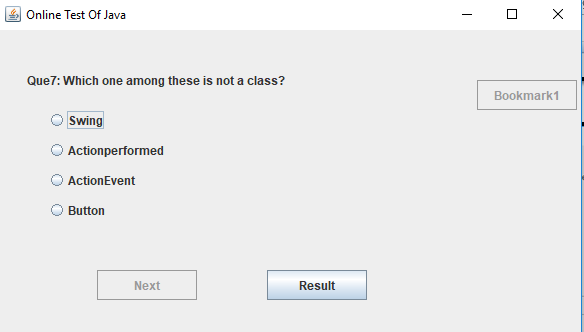 Online Test Of Java
Que7: Which one among these is not a class?
Bookmark1
Swing
Actionperformed
ActionEvent
Button
Next
Result